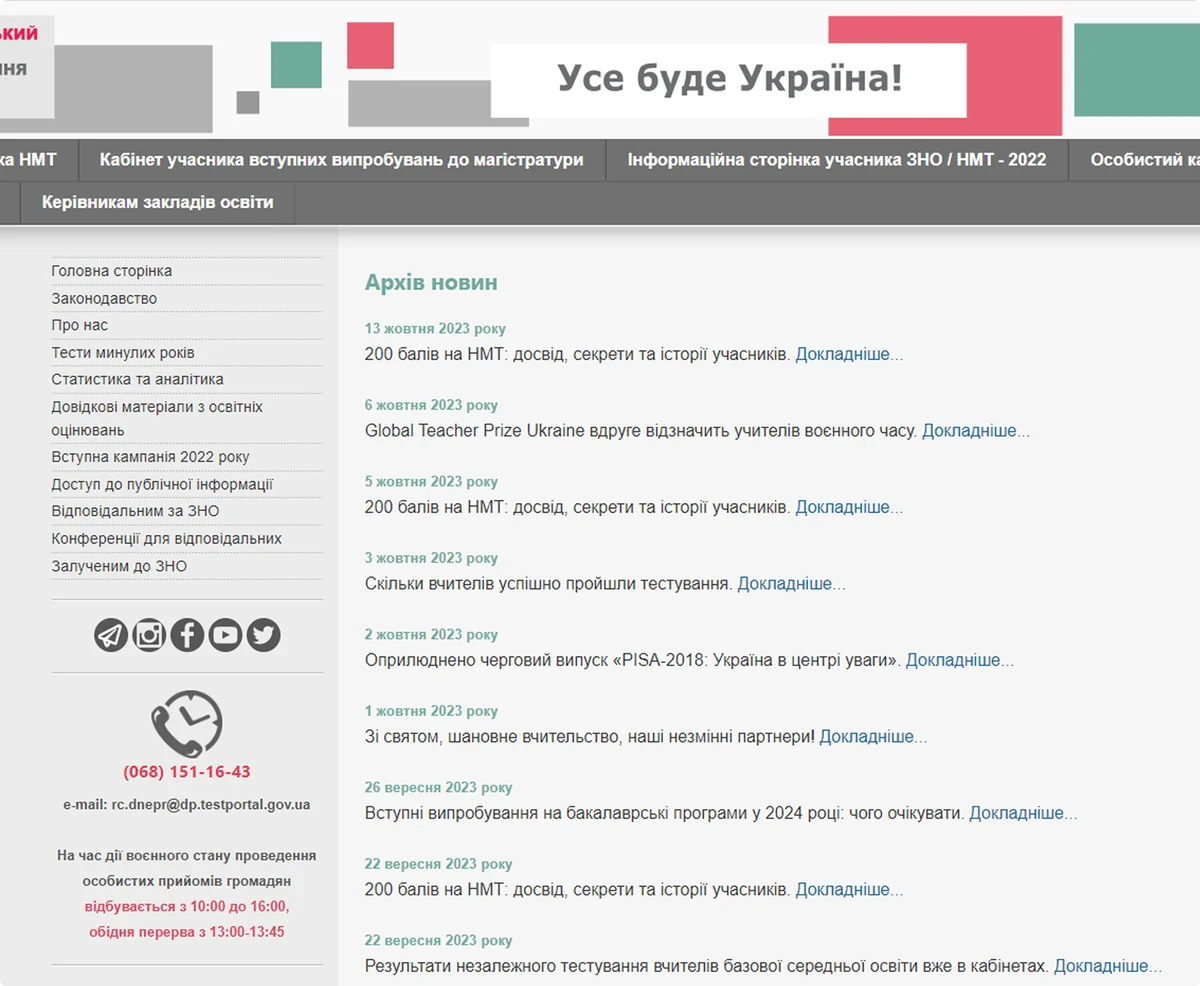 ький
ня
Усе буде Україна!
ка НМТ
Кабінет учасника вступних випробувань до магістратури
Інформаційна сторінка учасника ЗНО / НМТ - 2022
Особистий ка
Керівникам закладів освіти
Головна сторінка
Законодавство
Про нас
Тести минулих років
Статистика та аналітика
Довідкові матеріали з освітніх
оцінювань
Вступна кампанія 2022 року
Доступ до публічної інформації
Відповідальним за ЗНО
Конференції для відповідальних
Залученим до ЗНО
(068) 151-16-43
e-mail: rc.dnepr@dp.testportal.gov.ua
На час дії воєнного стану проведення
особистих прийомів громадян
відбувається з 10:00 до 16:00,
обідня перерва з 13:00-13:45
Архів новин
13 жовтня 2023 року
200 балів на НМТ: досвід, секрети та історії учасників. Докладніше...
6 жовтня 2023 року
Global Teacher Prize Ukraine вдруге відзначить учителів воєнного часу. Докладніше...
5 жовтня 2023 року
200 балів на НМТ: досвід, секрети та історії учасників. Докладніше...
3 жовтня 2023 року
Скільки вчителів успішно пройшли тестування. Докладніше...
2 жовтня 2023 року
Оприлюднено черговий випуск «PISA-2018: Україна в центрі уваги». Докладніше...
1 жовтня 2023 року
Зі святом, шановне вчительство, наші незмінні партнери! Докладніше...
26 вересня 2023 року
Вступні випробування на бакалаврські програми у 2024 році: чого очікувати. Докладніше...
22 вересня 2023 року
200 балів на НМТ: досвід, секрети та історії учасників. Докладніше...
22 вересня 2023 року
Результати незалежного тестування вчителів базової середньої освіти вже в кабінетах. Докладніше...